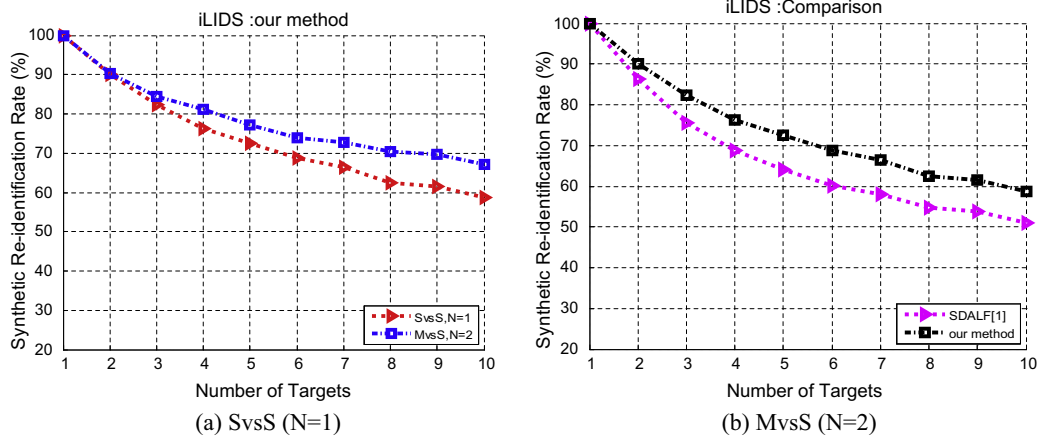 iLIDS :our method
Synthetic Re-identification Rate (%)
100
90
80
70
60
50
40
30
20
1 2 3 4 5 6 7 8 9 10
SvsS,N=1
MvsS,N=2
Number of Targets
(a) SvsS (N=1)
iLIDS :Comparison
Synthetic Re-identification Rate (%)
100
90
80
70
60
50
40
30
20
1 2 3 4 5 6 7 8 9 10
SDALF[1]
our method
Number of Targets
(b) MvsS (N=2)